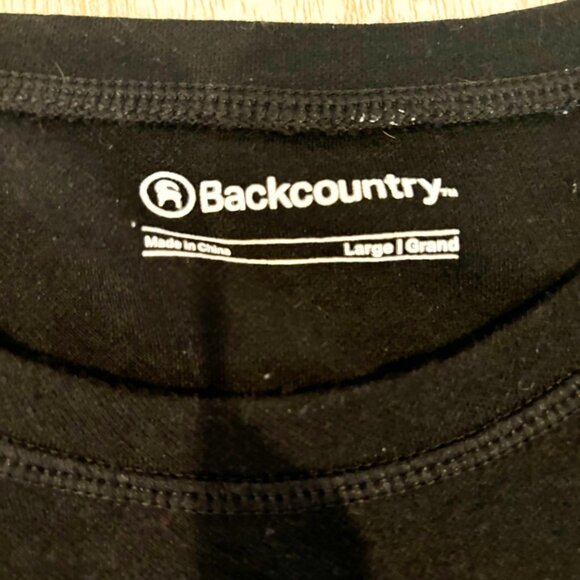 Backcountry™
Made in China
Large | Grand